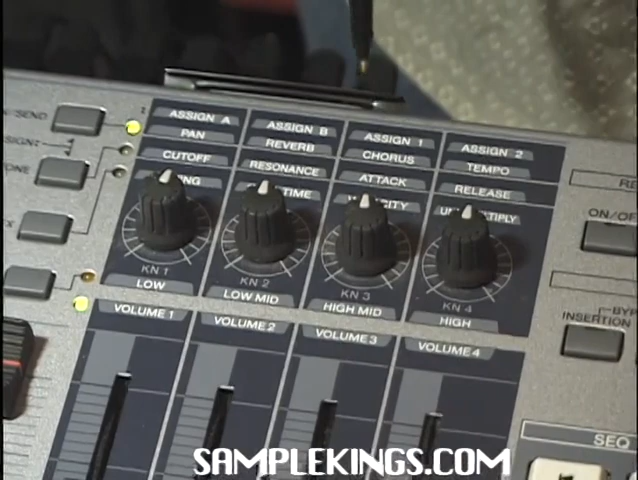 ASSIGN A
ASSIGN B
ASSIGN 1
ASSIGN 2
PAN
REVERB
CHORUS
TEMPO
CUTOFF
RESONANCE
ATTACK
RELEASE
KN 1
KN 2
KN 3
KN 4
LOW
LOW MID
HIGH MID
HIGH
VOLUME 1
VOLUME 2
VOLUME 3
VOLUME 4
INSERTION
SEQ
SAMPLEKINGS.COM